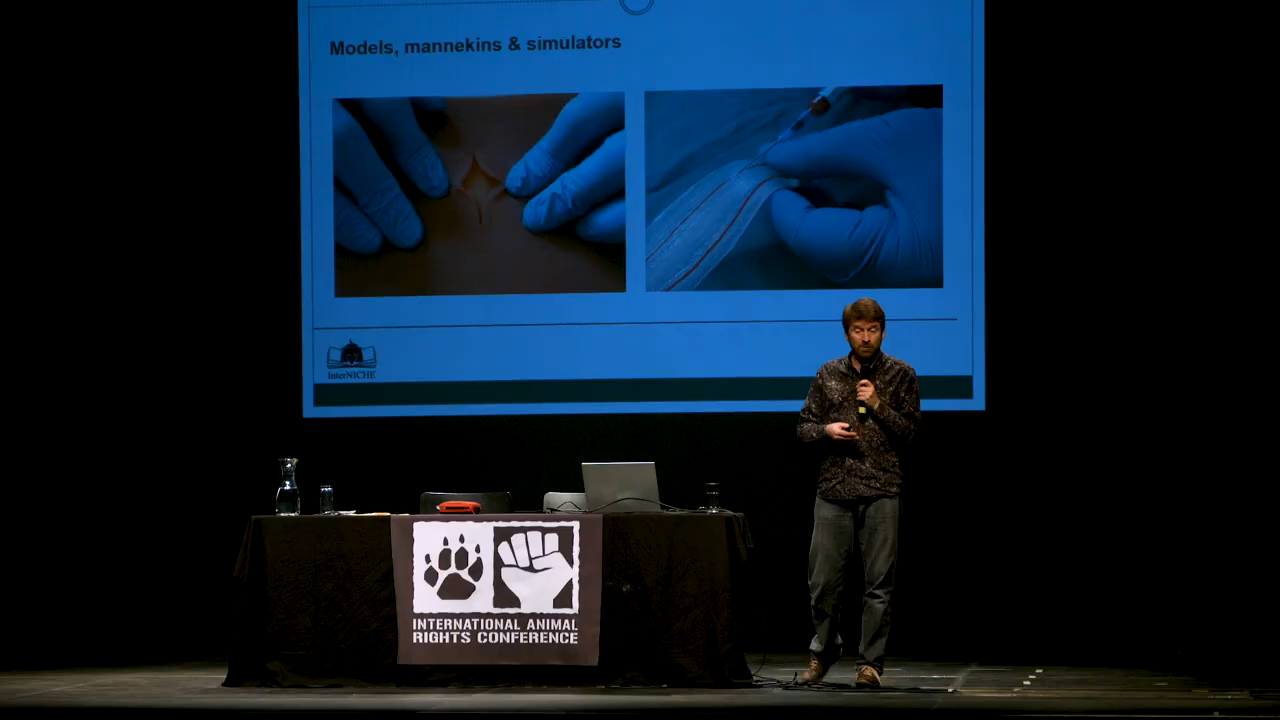 Models, mannekins & simulators
InterNICHE
INTERNATIONAL ANIMAL
RIGHTS CONFERENCE